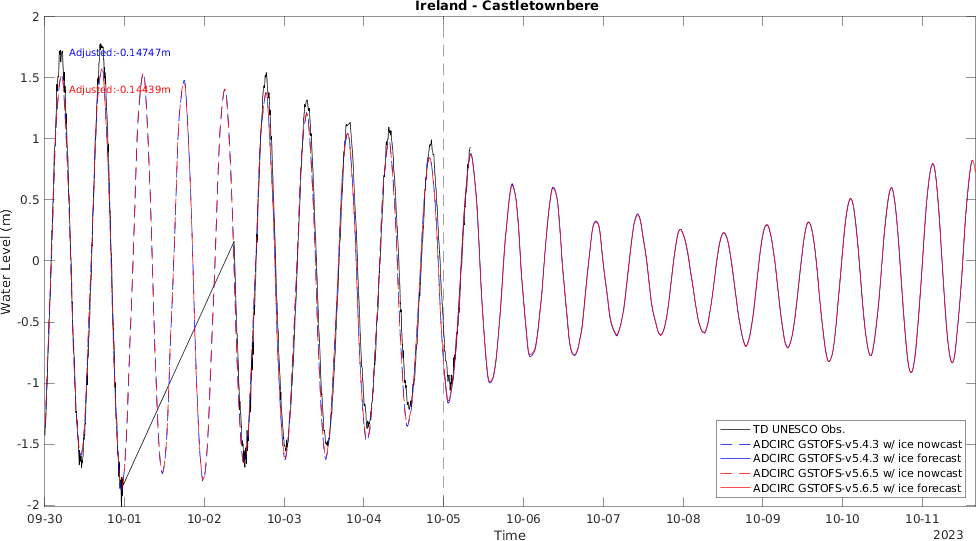 Ireland - Castletownbere
Adjusted:-0.14747m
Adjusted:-0.14439m
Water Level (m)
2
1.5
1
0.5
0
-0.5
-1
-1.5
-2
09-30 10-01 10-02 10-03 10-04 10-05 10-06 10-07 10-08 10-09 10-10 10-11
Time
2023
TD UNESCO Obs.
ADCIRC GSTOFS-v5.4.3 w/ ice nowcast
ADCIRC GSTOFS-v5.4.3 w/ ice forecast
ADCIRC GSTOFS-v5.6.5 w/ ice nowcast
ADCIRC GSTOFS-v5.6.5 w/ ice forecast